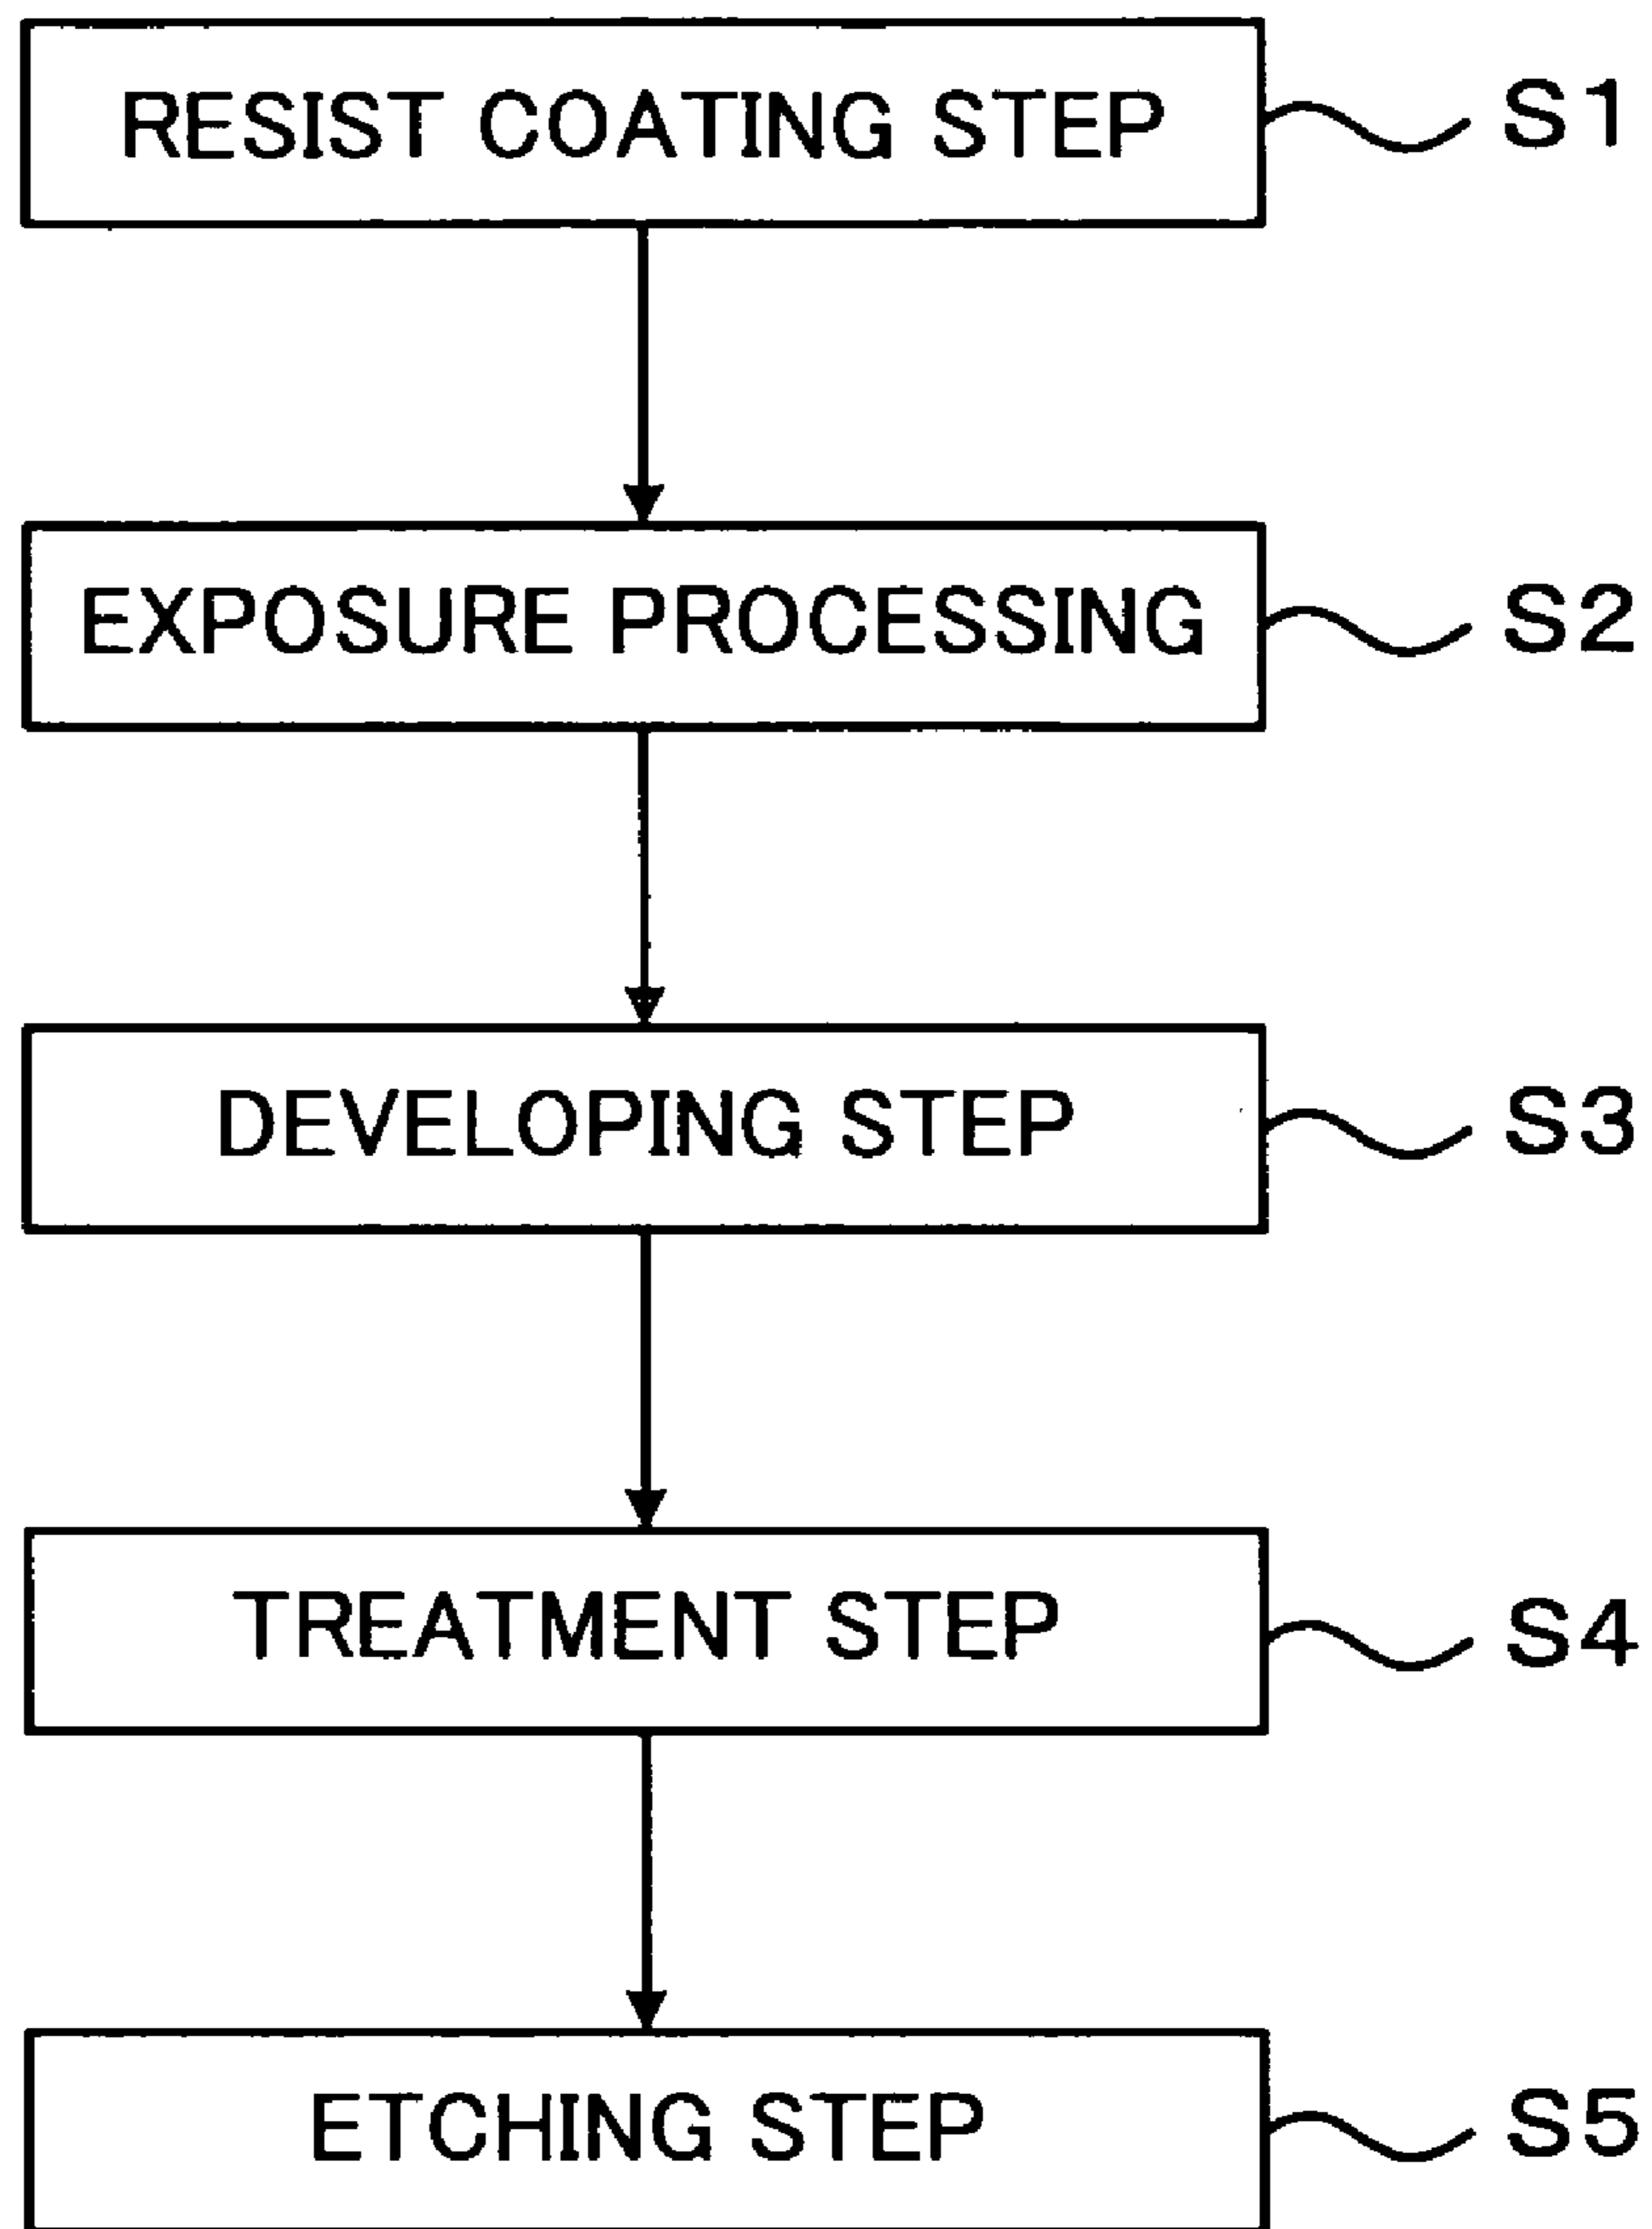 RESIST COATING STEP S1
EXPOSURE PROCESSING S2
DEVELOPING STEP S3
TREATMENT STEP S4
ETCHING STEP S5